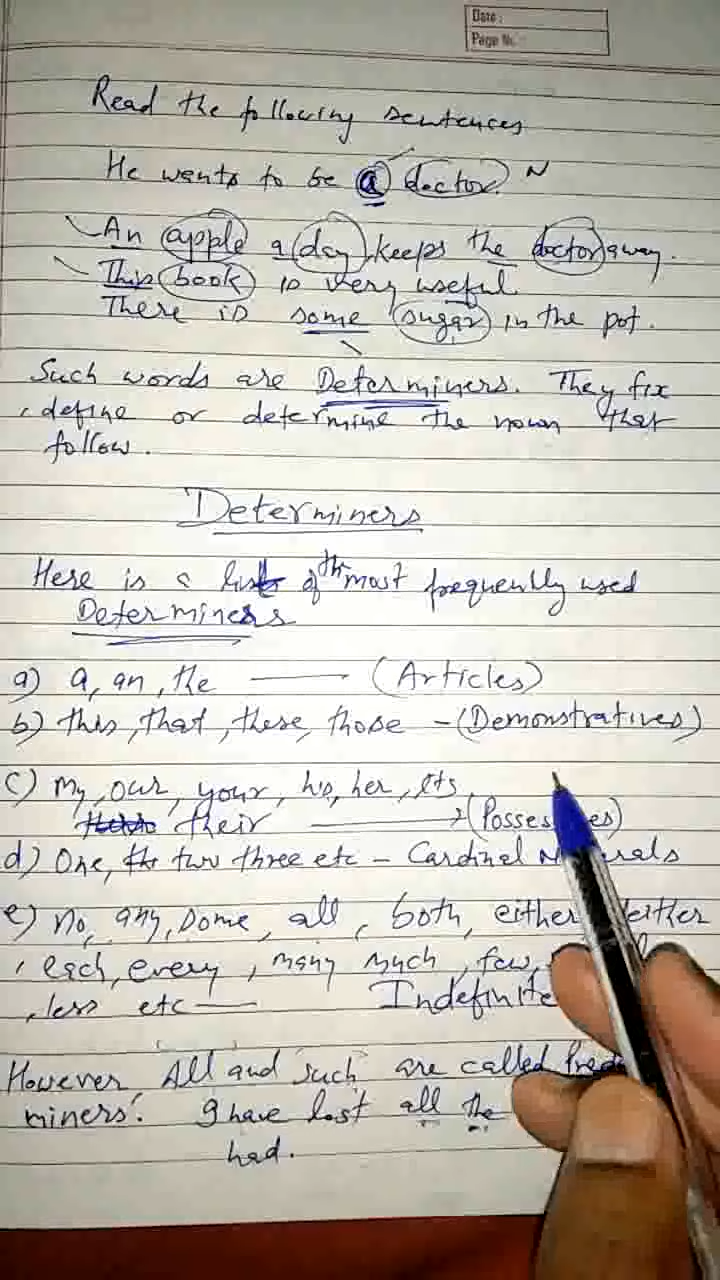 Date :
Page No.
Read the following sentences
He wants to be a doctor. N
An apple a day, keeps the doctor away.
This book is very useful.
There is some sugar in the pot.
Such words are Determiners. They fix
, define or determine the noun that
follow.
Determiners
Here is a list of the most frequently used
Determiners
a) a, an, the — (Articles)
b) this, that, these, those - (Demonstratives)
c) My, our, your, his, her, its,
their → (Posses es)
d) One, two three etc - Cardinal N erals
e) No, any, some, all, both, either
, each, every, many much, few,
, less etc — Indefinite
However All and 'such' are called Pred
miners'. I have lost all the
had.